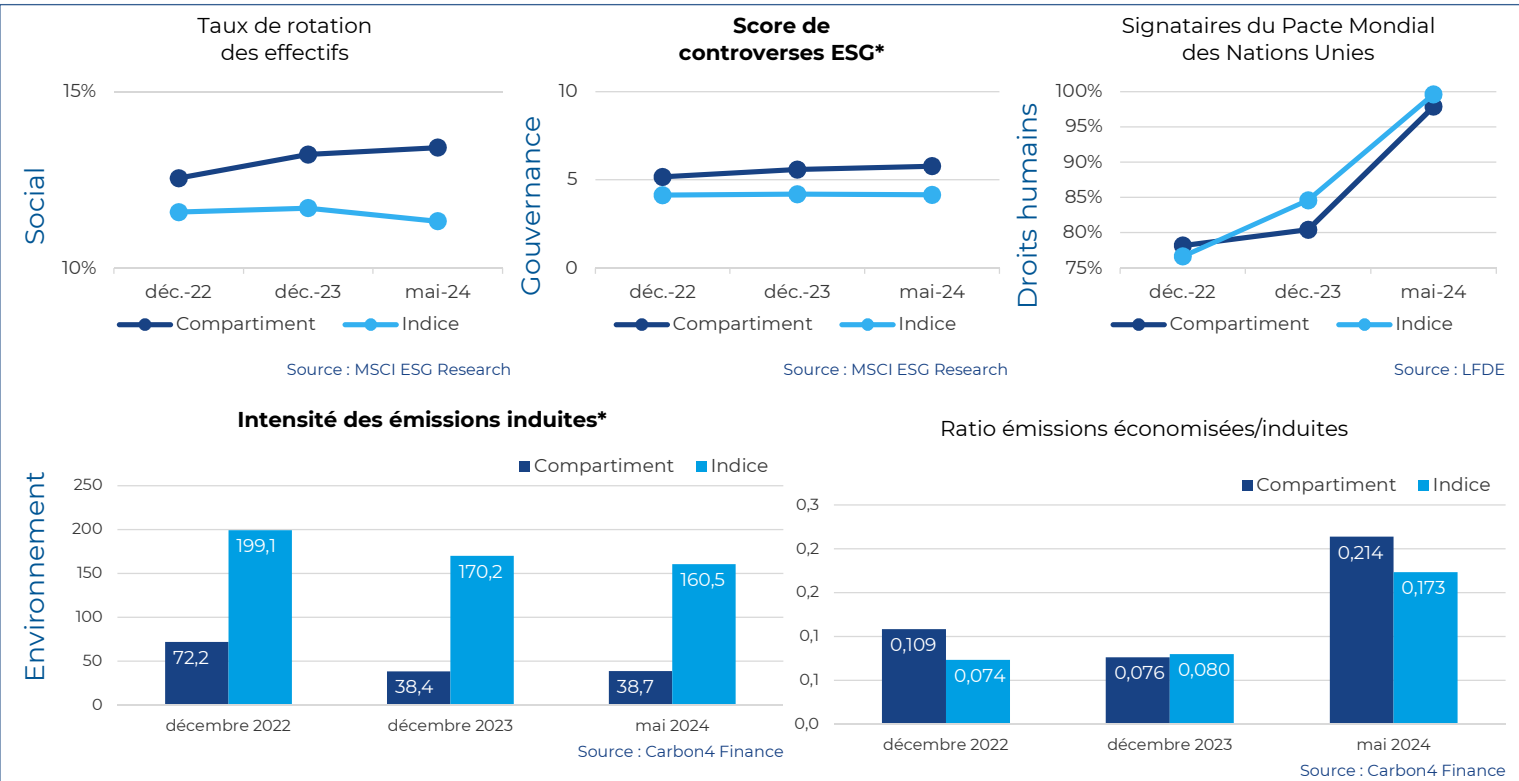 Taux de rotation
des effectifs
15%
10%
Social
déc.-22 déc.-23 mai-24
Compartiment Indice
Source : MSCI ESG Research
Score de
controverses ESG*
10
5
0
Gouvernance
déc.-22 déc.-23 mai-24
Compartiment Indice
Source : MSCI ESG Research
Signataires du Pacte Mondial
des Nations Unies
100%
95%
90%
85%
80%
75%
Droits humains
déc.-22 déc.-23 mai-24
Compartiment Indice
Source : LFDE
Intensité des émissions induites*
Compartiment Indice
Environnement
250
200
150
100
50
0
72,2 199,1 38,4 170,2 38,7 160,5
décembre 2022 décembre 2023 mai 2024
Source : Carbon4 Finance
Ratio émissions économisées/induites
Compartiment Indice
0,3
0,2
0,2
0,1
0,1
0,0
0,109 0,074 0,076 0,080 0,214 0,173
décembre 2022 décembre 2023 mai 2024
Source : Carbon4 Finance